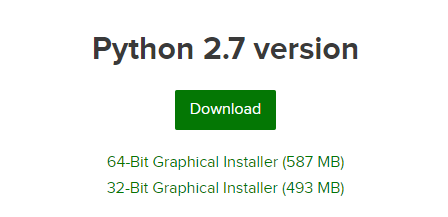 Python 2.7 version
Download
64-Bit Graphical Installer (587 MB)
32-Bit Graphical Installer (493 MB)